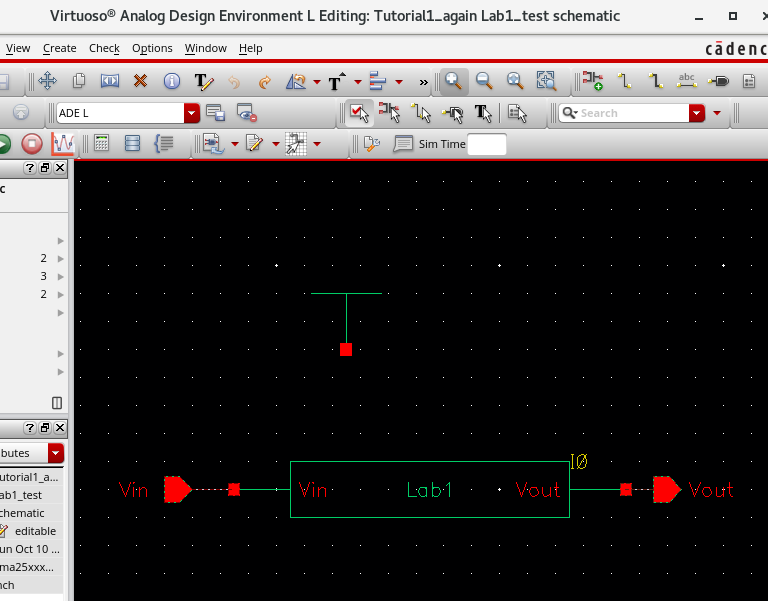 Virtuoso® Analog Design Environment L Editing: Tutorial1_again Lab1_test schematic
View Create Check Options Window Help
cādenc
abc
ADE L
Search
Sim Time
c
2
3
2
butes
utorial1_a...
ab1_test
chematic
editable
un Oct 10 ...
ma25xxx...
nch
I0
Vin Vin Lab1 Vout Vout